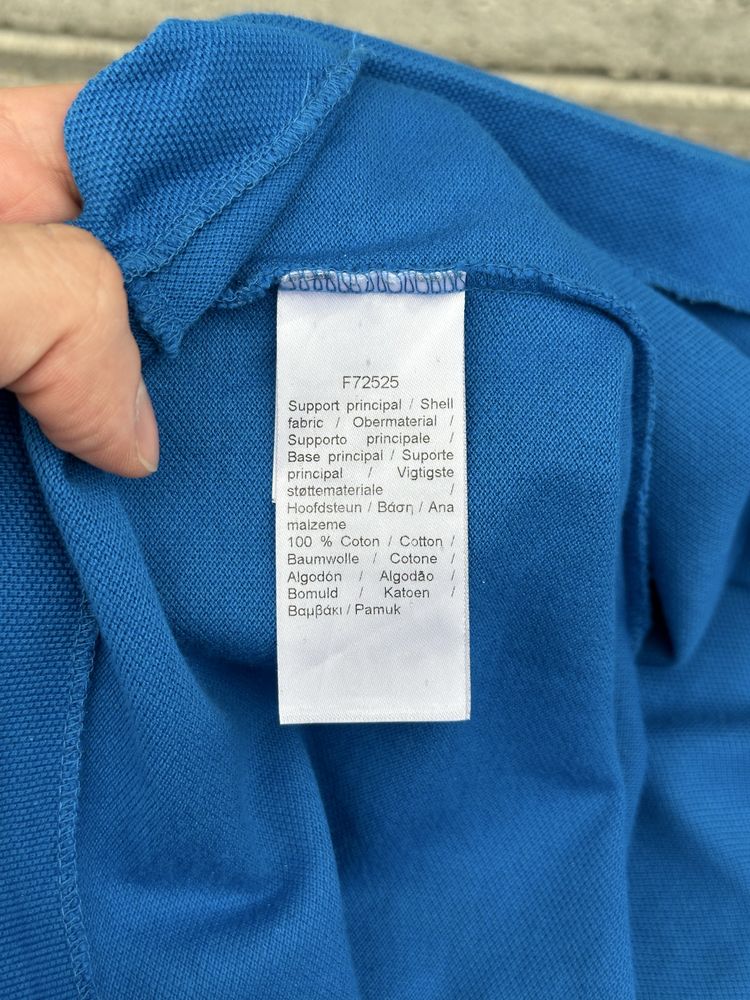 F72525
Support principal / Shell
fabric / Obermaterial /
Supporto principale /
Base principal / Suporte
principal / Vigtigste
støttemateriale /
Hoofdsteun / Βάση / Ana
malzeme
100 % Coton / Cotton /
Baumwolle / Cotone /
Algodón / Algodão /
Bomuld / Katoen /
Βαμβάκι / Pamuk